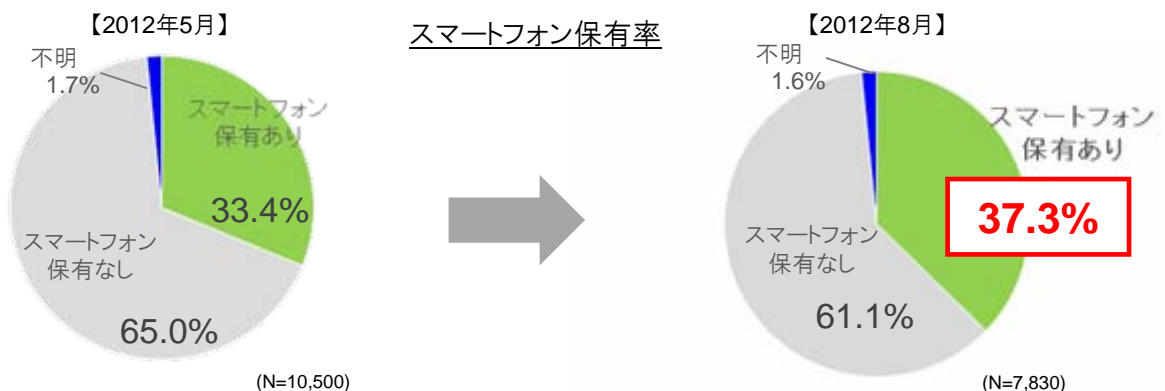 スマートフォン保有率
【2012年5月】
不明
1.7%
スマートフォン
保有あり
33.4%
スマートフォン
保有なし
65.0%
(N=10,500)
【2012年8月】
不明
1.6%
スマートフォン
保有あり
37.3%
スマートフォン
保有なし
61.1%
(N=7,830)